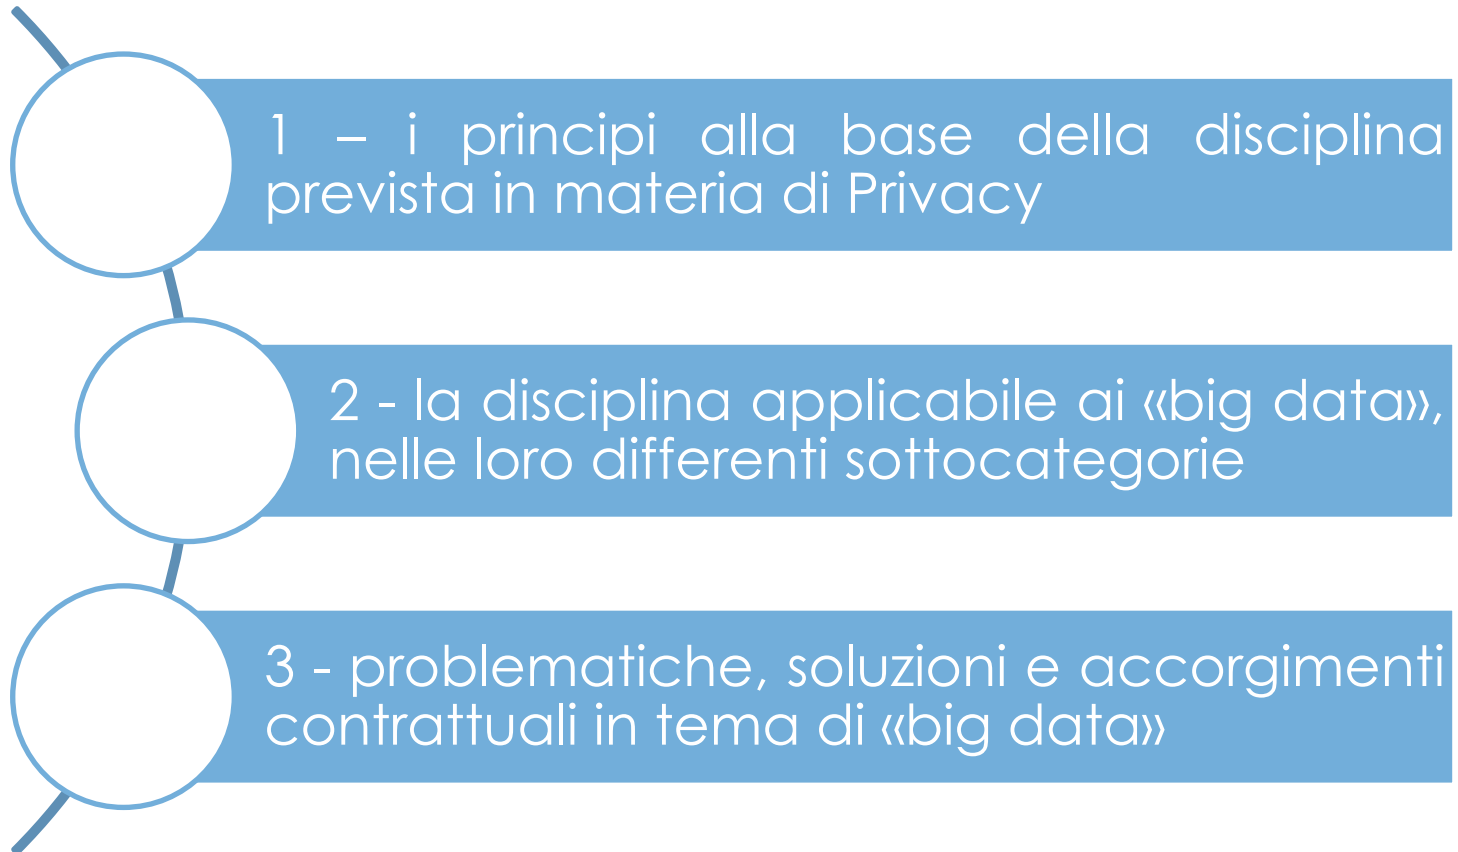 1 – i principi alla base della disciplina
prevista in materia di Privacy
2 - la disciplina applicabile ai «big data»,
nelle loro differenti sottocategorie
3 - problematiche, soluzioni e accorgimenti
contrattuali in tema di «big data»